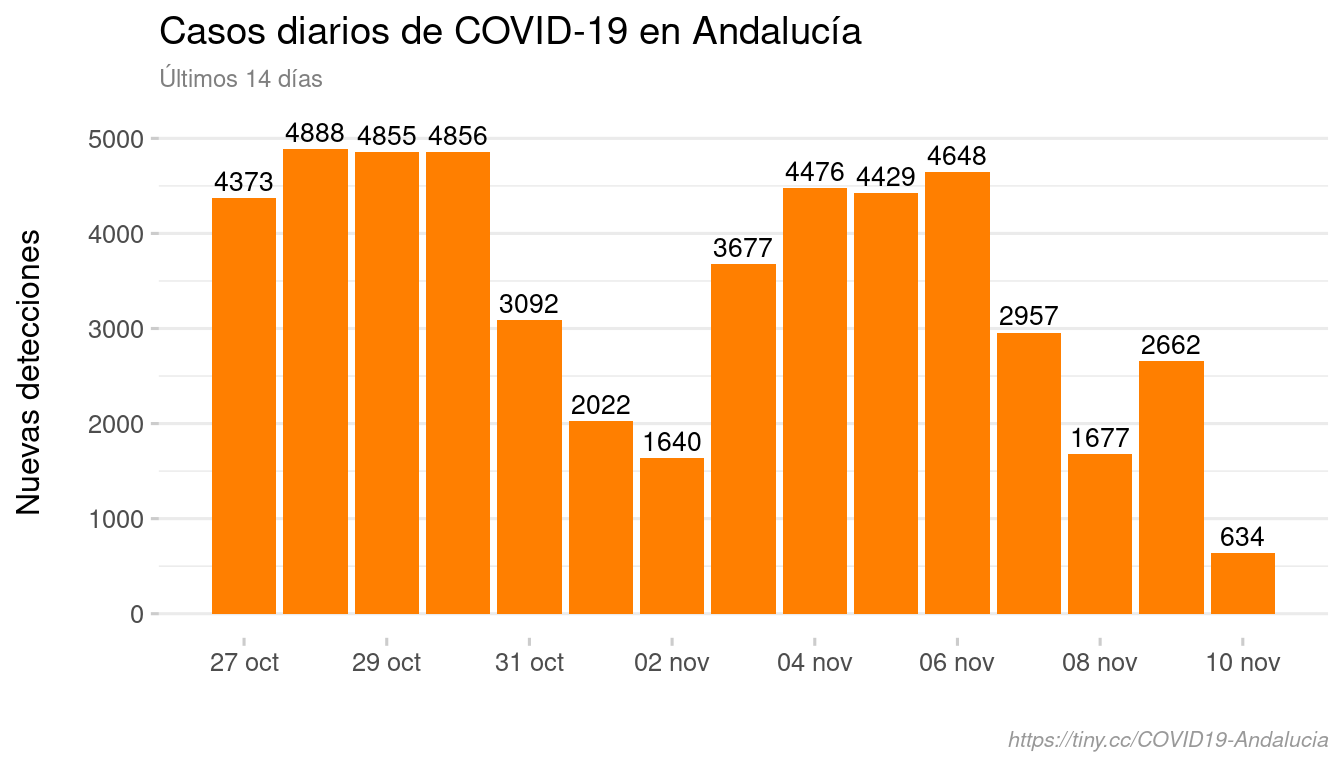 Casos diarios de COVID-19 en Andalucía
Últimos 14 días
Nuevas detecciones
5000
4000
3000
2000
1000
0
4373
4888
4855
4856
3092
2022
1640
3677
4476
4429
4648
2957
1677
2662
634
27 oct
29 oct
31 oct
02 nov
04 nov
06 nov
08 nov
10 nov
https://tiny.cc/COVID19-Andalucia